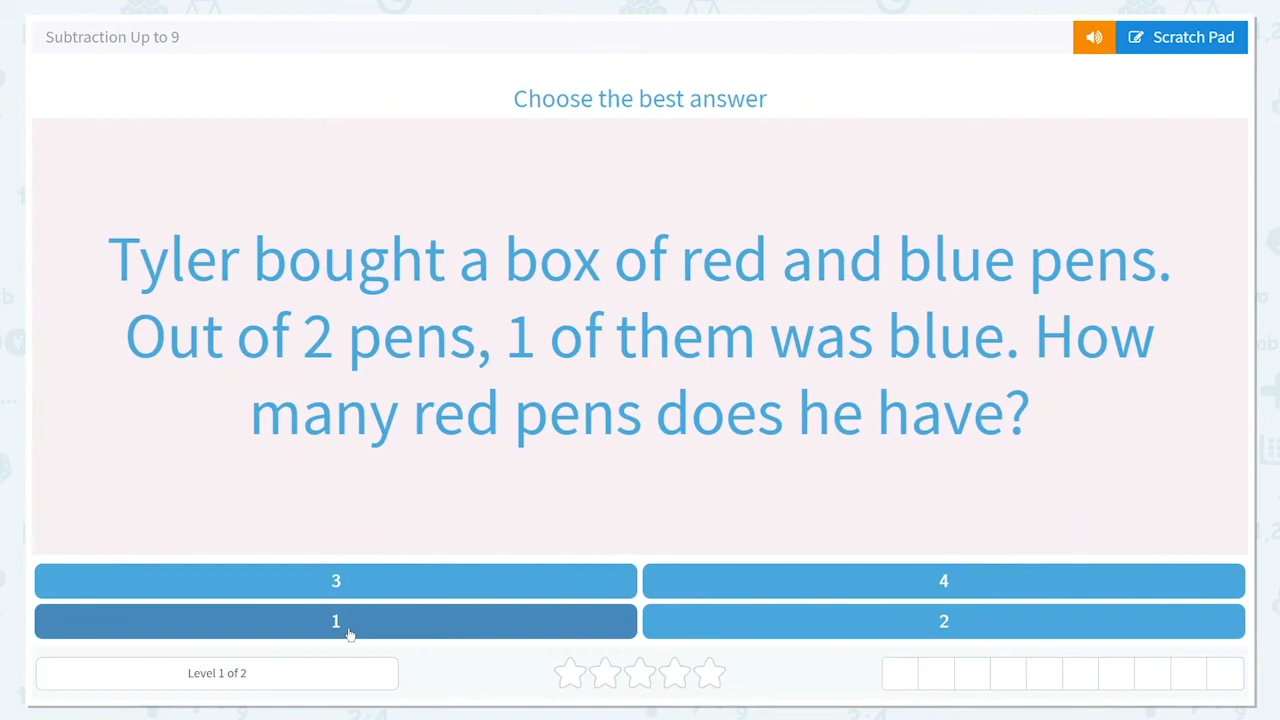 Subtraction Up to 9
Scratch Pad
Choose the best answer
Tyler bought a box of red and blue pens.
Out of 2 pens, 1 of them was blue. How
many red pens does he have?
3
4
1
2
Level 1 of 2